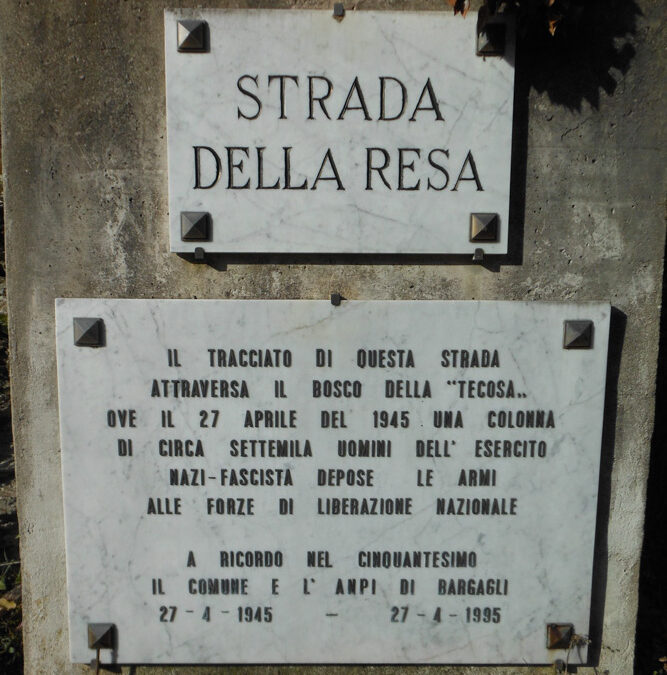 STRADA
DELLA RESA
IL TRACCIATO DI QUESTA STRADA
ATTRAVERSA IL BOSCO DELLA "TECOSA„
OVE IL 27 APRILE DEL 1945 UNA COLONNA
DI CIRCA SETTEMILA UOMINI DELL' ESERCITO
NAZI-FASCISTA DEPOSE LE ARMI
ALLE FORZE DI LIBERAZIONE NAZIONALE
A RICORDO NEL CINQUANTESIMO
IL COMUNE E L' ANPI DI BARGAGLI
27-4-1945 - 27-4-1995